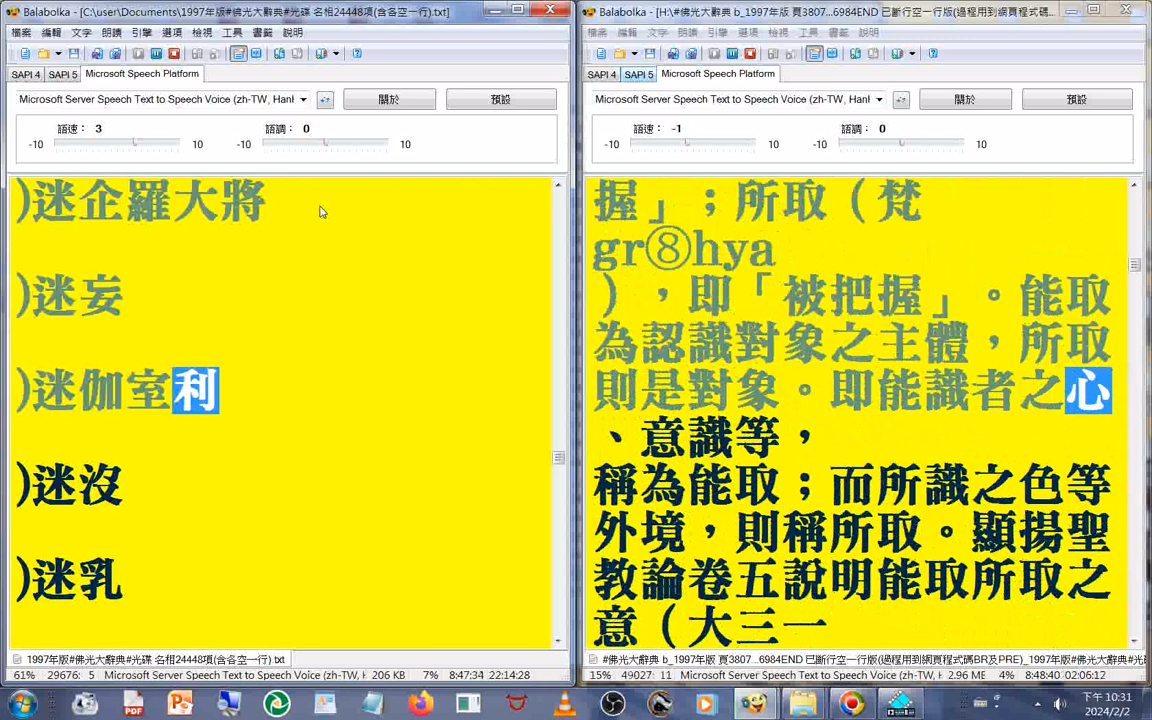 Balabolka - [C:\user\Documents\1997年版#佛光大辭典#光碟 名相24448項(含各空一行).txt]
檔案 編輯 文字 朗讀 引擎 選項 檢視 工具 書籤 說明
SAPI 4 SAPI 5 Microsoft Speech Platform
Microsoft Server Speech Text to Speech Voice (zh-TW, Hanl 關於 預設
語速： 3 語調： 0
-10 10 -10 10
)迷企羅大將
)迷妄
)迷伽室利
)迷沒
)迷乳
1997年版#佛光大辭典#光碟 名相24448項(含各空一行).txt
61% 29676: 5 Microsoft Server Speech Text to Speech Voice (zh-TW, H 206 KB 7% 8:47:34 22:14:28
Balabolka - [H:\#佛光大辭典 b_1997年版 頁3807...6984END 已斷行空一行版(過程用到網頁程式碼
檔案 編輯 文字 朗讀 引擎 選項 檢視 工具 書籤 說明
SAPI 4 SAPI 5 Microsoft Speech Platform
Microsoft Server Speech Text to Speech Voice (zh-TW, Hanl 關於 預設
語速： -1 語調： 0
-10 10 -10 10
握」；所取（梵
gr⑧hya
），即「被把握」。能取
為認識對象之主體，所取
則是對象。即能識者之心
、意識等，
稱為能取；而所識之色等
外境，則稱所取。顯揚聖
教論卷五說明能取所取之
意（大三一
#佛光大辭典 b_1997年版 頁3807...6984END 已斷行空一行版(過程用到網頁程式碼BR及PRE)_1997年版#佛光
15% 49027: 11 Microsoft Server Speech Text to Speech Voice (zh-TW, H 2.96 ME 4% 8:48:40 02:06:12
PDF
下午 10:31
2024/2/2